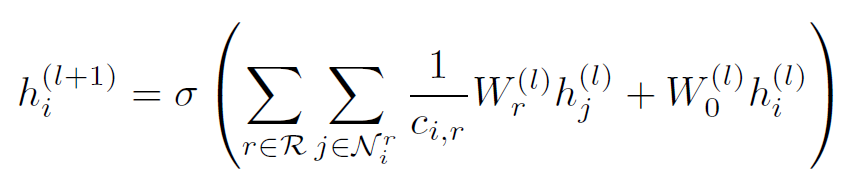 h_i^{(l+1)} = \sigma \left( \sum_{r \in \mathcal{R}} \sum_{j \in \mathcal{N}_i^r} \frac{1}{c_{i,r}} W_r^{(l)} h_j^{(l)} + W_0^{(l)} h_i^{(l)} \right)